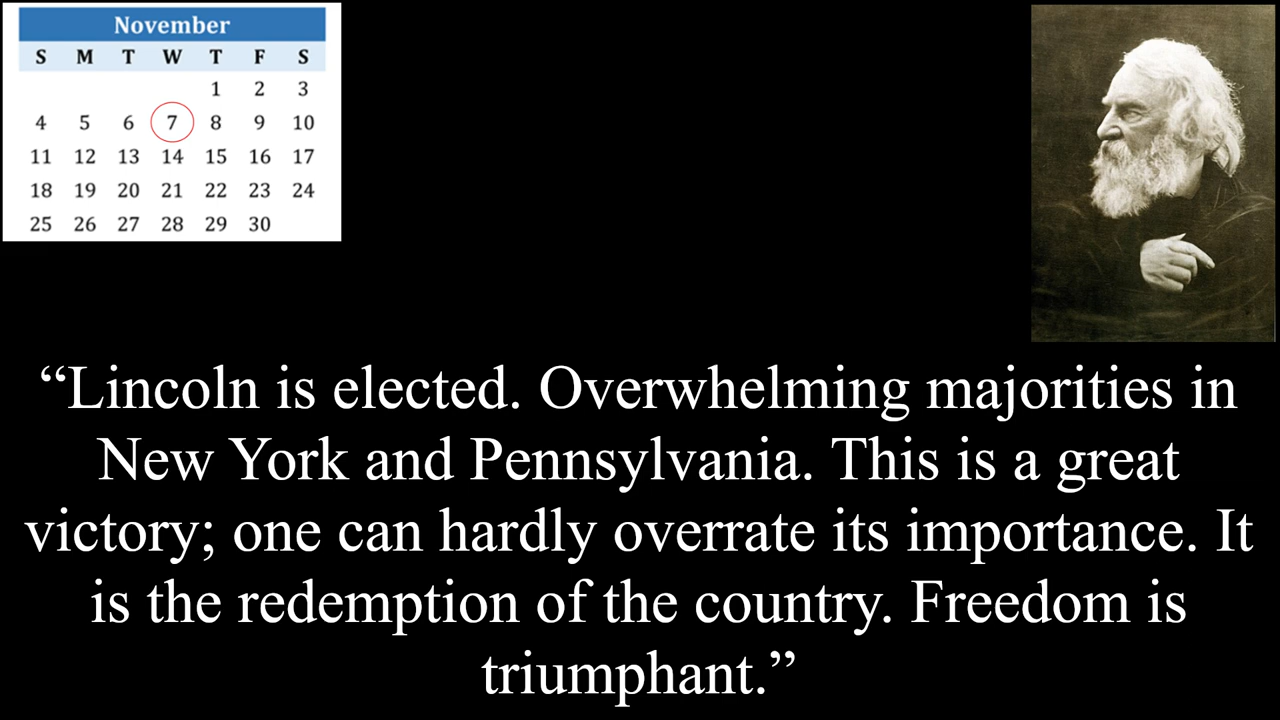 November
S M T W T F S
1 2 3
4 5 6 7 8 9 10
11 12 13 14 15 16 17
18 19 20 21 22 23 24
25 26 27 28 29 30
“Lincoln is elected. Overwhelming majorities in
New York and Pennsylvania. This is a great
victory; one can hardly overrate its importance. It
is the redemption of the country. Freedom is
triumphant.”